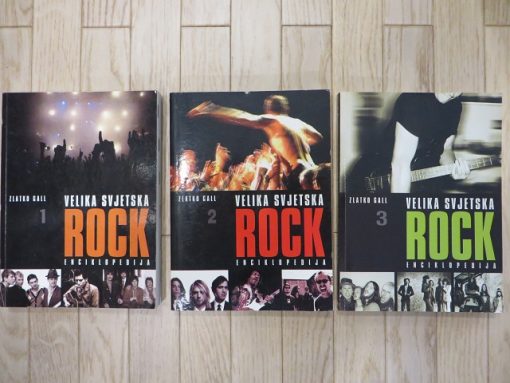 ZLATKO GALL
1
VELIKA SVJETSKA
ROCK
ENCIKLOPEDIJA
ZLATKO GALL
2
VELIKA SVJETSKA
ROCK
ENCIKLOPEDIJA
ZLATKO GALL
3
VELIKA SVJETSKA
ROCK
ENCIKLOPEDIJA